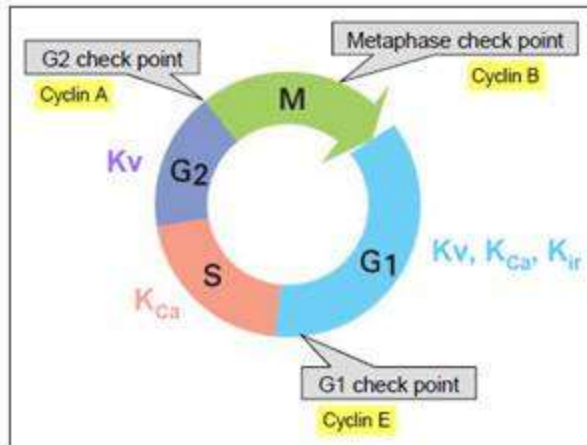 G2 check point
Cyclin A
Metaphase check point
Cyclin B
M
Kv
G2
G1
Kv, KCa, Kir
S
KCa
G1 check point
Cyclin E